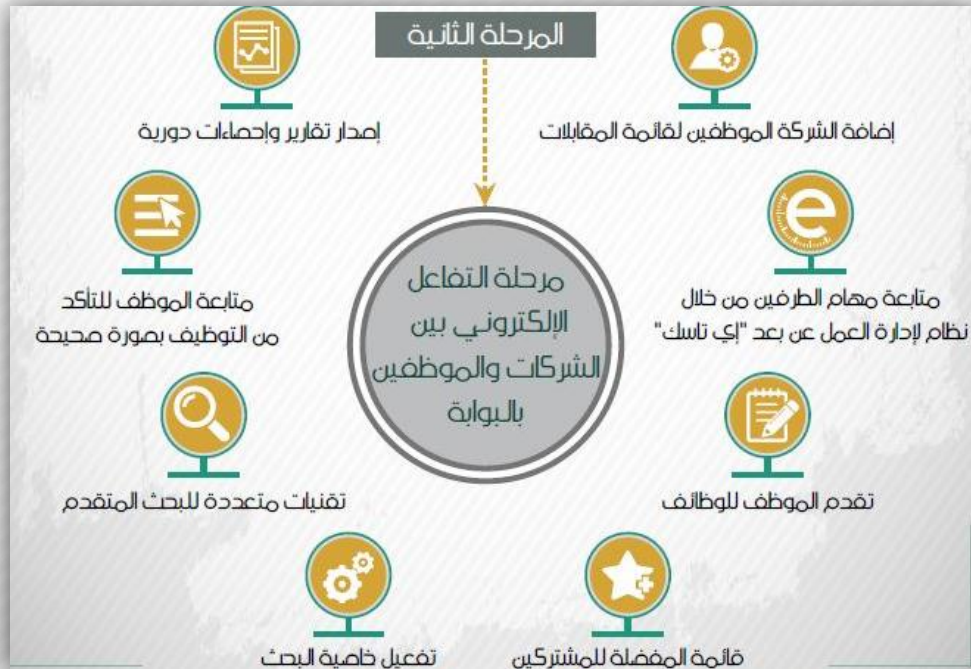 المرحلة الثانية
إضافة الشركة الموظفين لقائمة المقابلات
إصدار تقارير وإحصاءات دورية
مرحلة التفاعل
الإلكتروني بين
الشركات والموظفين
بالبوابة
e
متابعة مهام الطرفين من خلال
نظام لإدارة العمل عن بعد "إي تاسك"
متابعة الموظف للتأكد
من التوظيف بصورة صحيحة
تقدم الموظف للوظائف
تقنيات متعددة للبحث المتقدم
قائمة المفضلة للمشتركين
تفعيل خاصية البحث